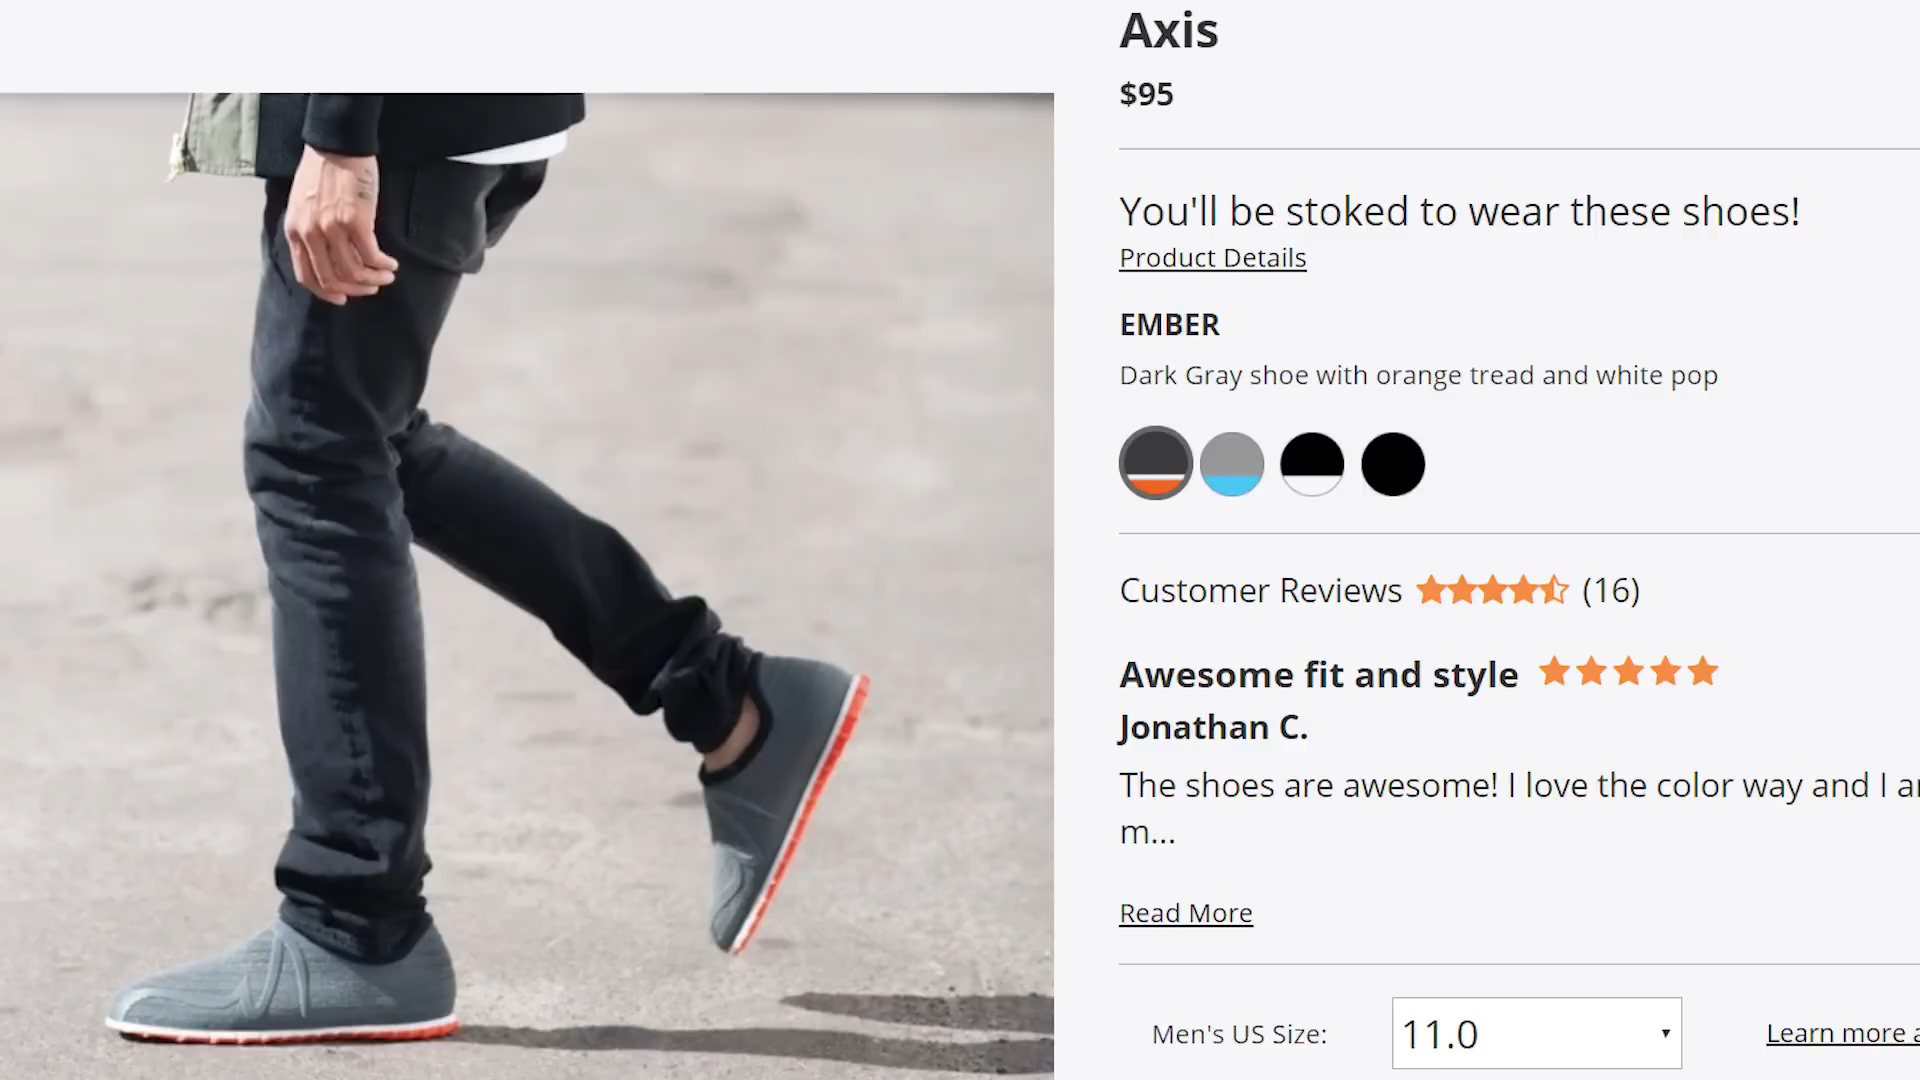 Axis
$95
You'll be stoked to wear these shoes!
Product Details
EMBER
Dark Gray shoe with orange tread and white pop
Customer Reviews (16)
Awesome fit and style
Jonathan C.
The shoes are awesome! I love the color way and I
m...
Read More
Men's US Size: 11.0 Learn more